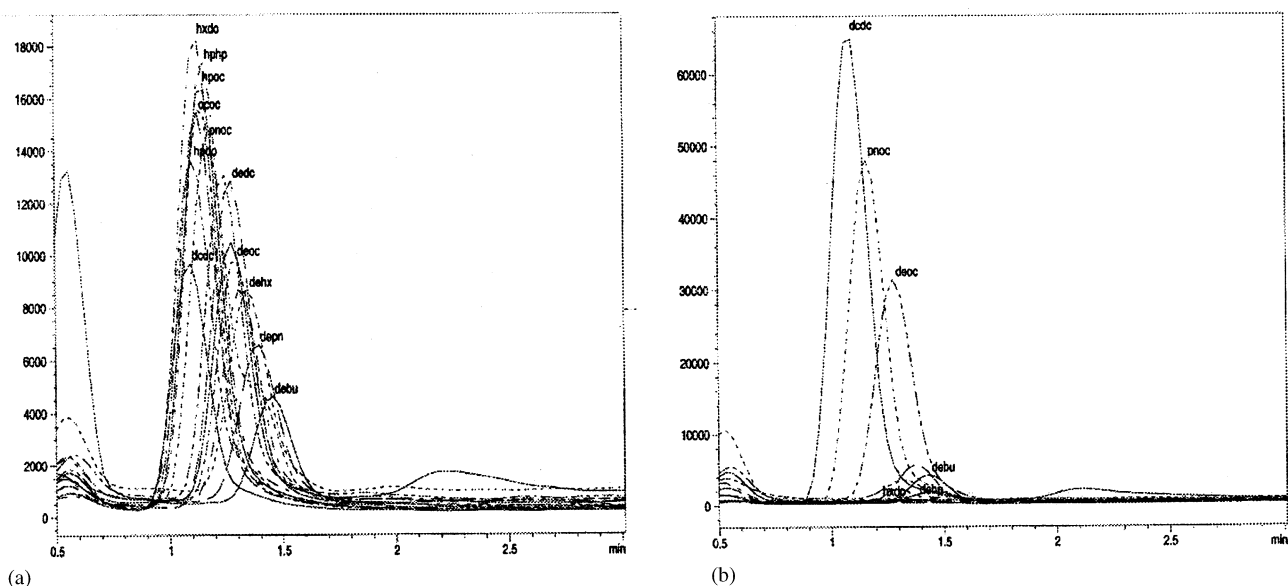 hxdo
18000
hphp
hpoc
16000
ococ
pnoc
14000
hpdo
dedc
12000
deoc
10000
dcdc
dehx
8000
depn
6000
debu
4000
2000
0
0.5
1
1.5
2
2.5
min
(a)
dcdc
60000
50000
pnoc
40000
deoc
30000
20000
10000
debu
hxdo
0
0.5
1
1.5
2
2.5
min
(b)